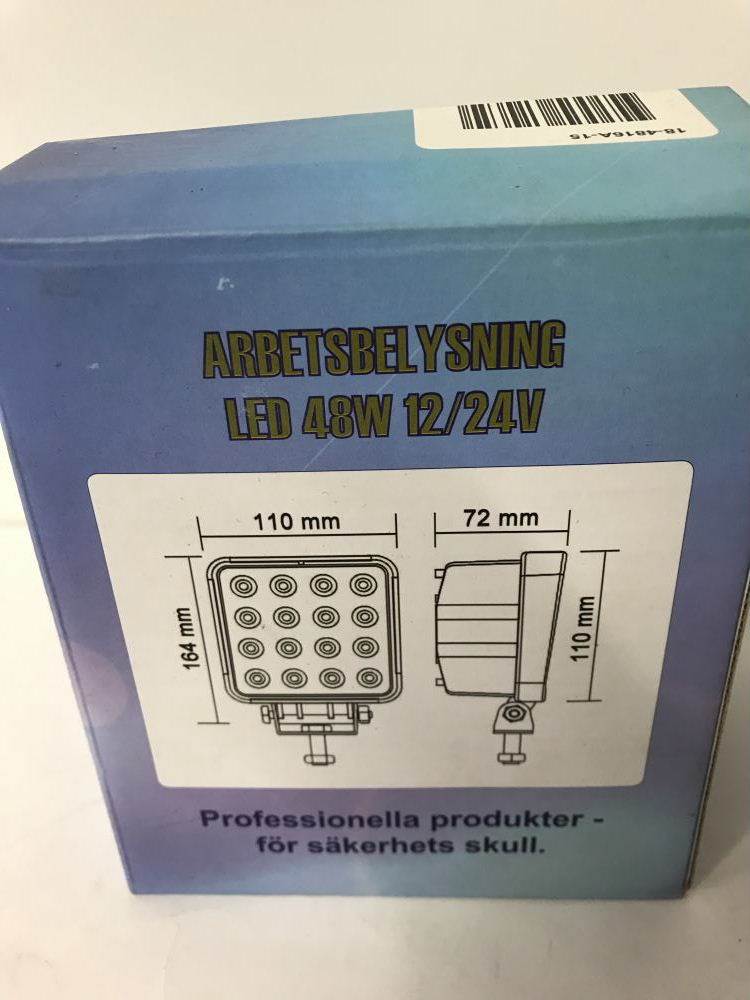 18-4816A-15
ARBETSBELYSNING
LED 48W 12/24V
110 mm
72 mm
164 mm
110 mm
Professionella produkter -
för säkerhets skull.